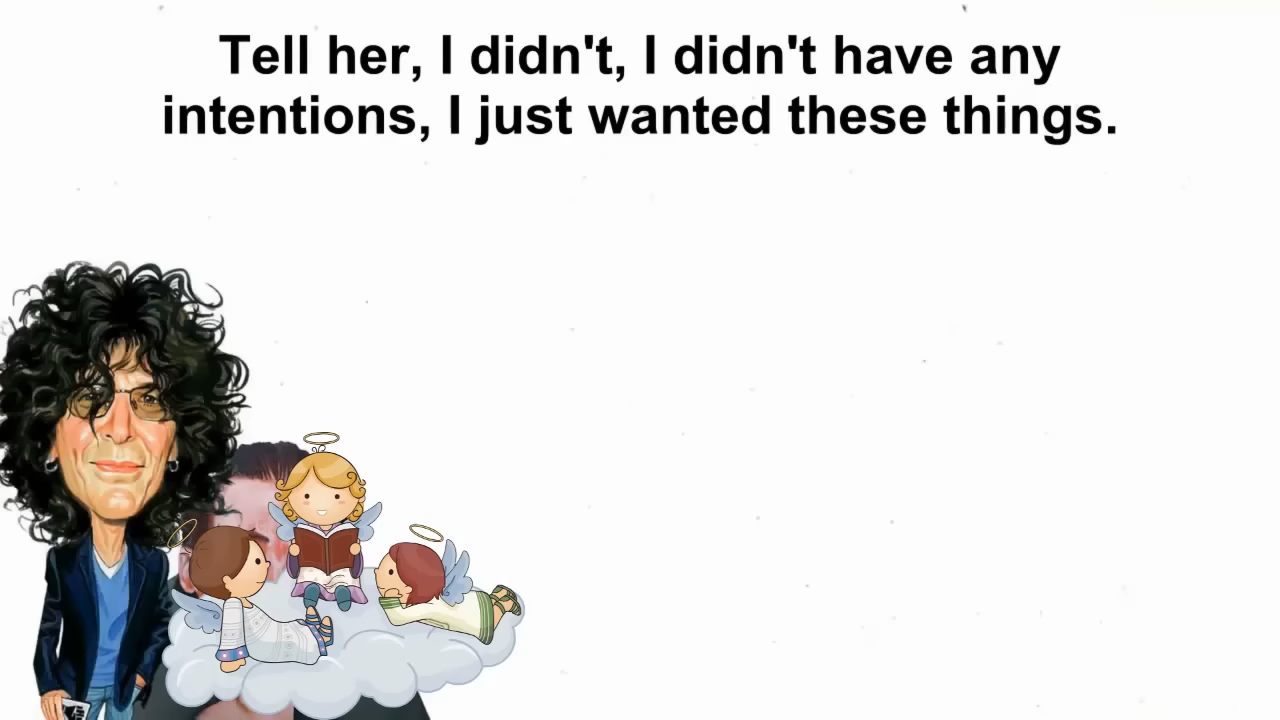 Tell her, I didn't, I didn't have any
intentions, I just wanted these things.